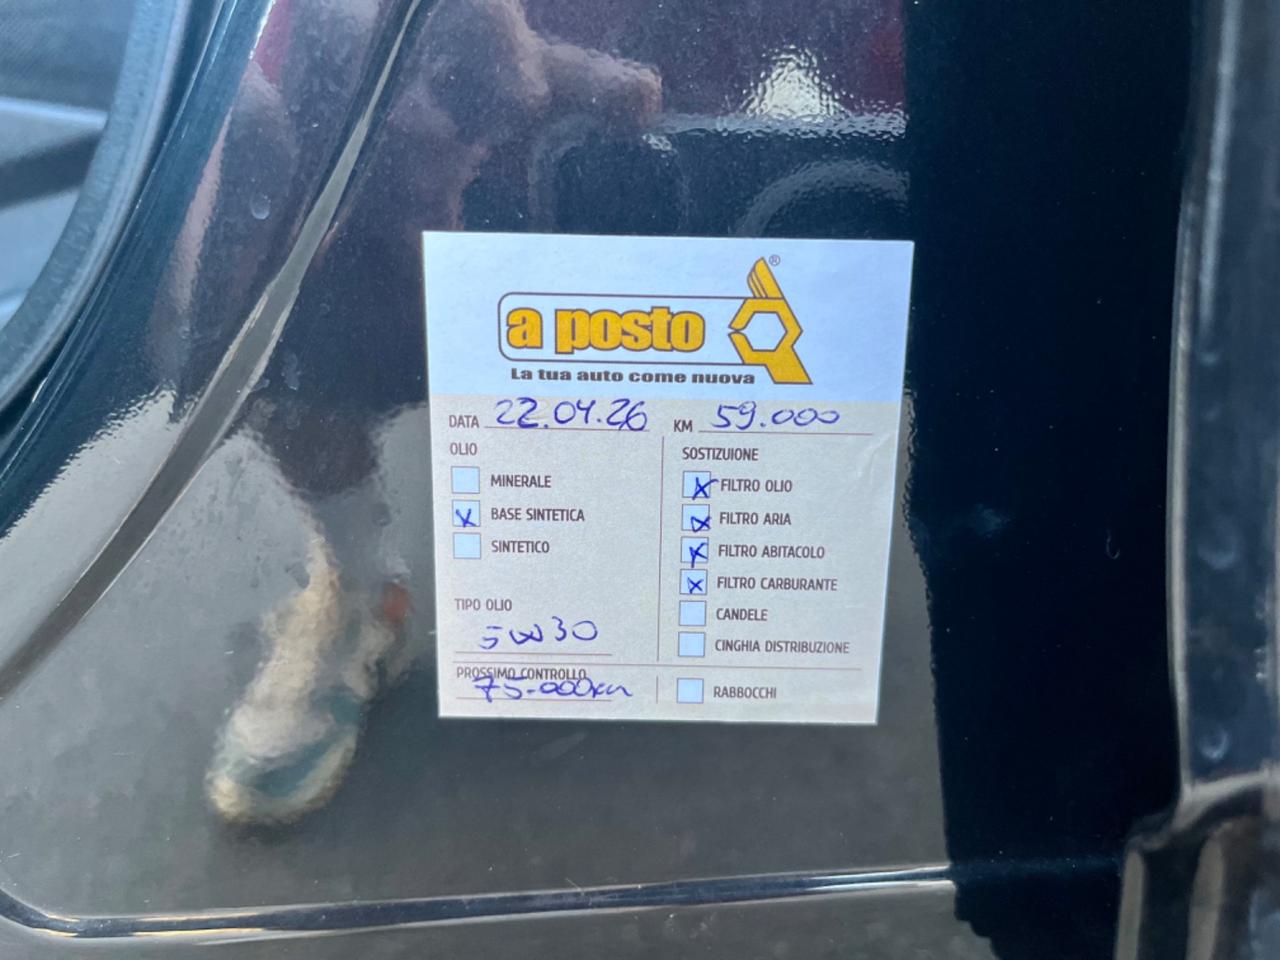 a posto ®
La tua auto come nuova
DATA 22.04.26 KM 59.000
OLIO
MINERALE
X BASE SINTETICA
SINTETICO
TIPO OLIO
5W30
PROSSIMO CONTROLLO
75.000km
SOSTIZUIONE
X FILTRO OLIO
X FILTRO ARIA
X FILTRO ABITACOLO
X FILTRO CARBURANTE
CANDELE
CINGHIA DISTRIBUZIONE
RABBOCCHI